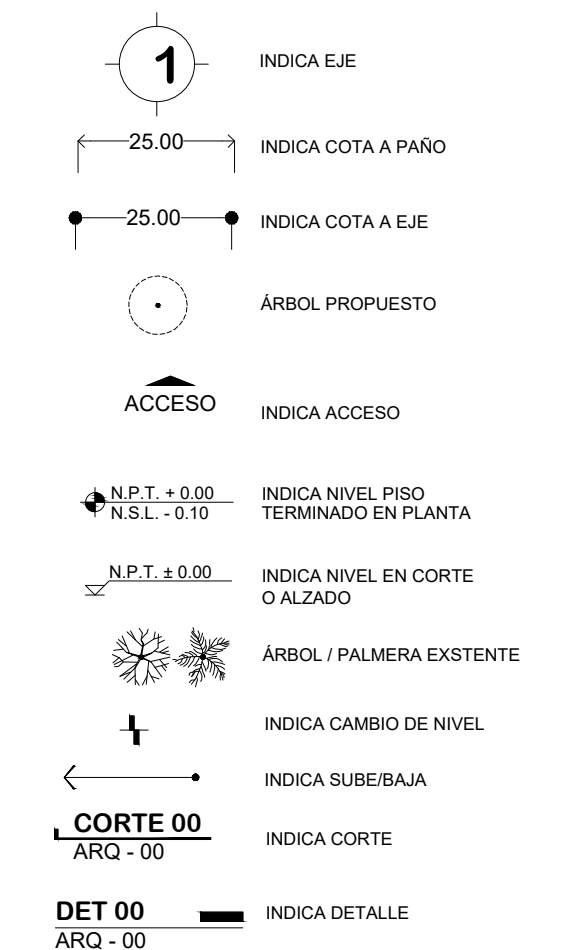 1
INDICA EJE
25.00
INDICA COTA A PAÑO
25.00
INDICA COTA A EJE
ÁRBOL PROPUESTO
ACCESO
INDICA ACCESO
N.P.T. + 0.00
N.S.L. - 0.10
INDICA NIVEL PISO
TERMINADO EN PLANTA
N.P.T. ± 0.00
INDICA NIVEL EN CORTE
O ALZADO
ÁRBOL / PALMERA EXSTENTE
INDICA CAMBIO DE NIVEL
INDICA SUBE/BAJA
CORTE 00
ARQ - 00
INDICA CORTE
DET 00
ARQ - 00
INDICA DETALLE